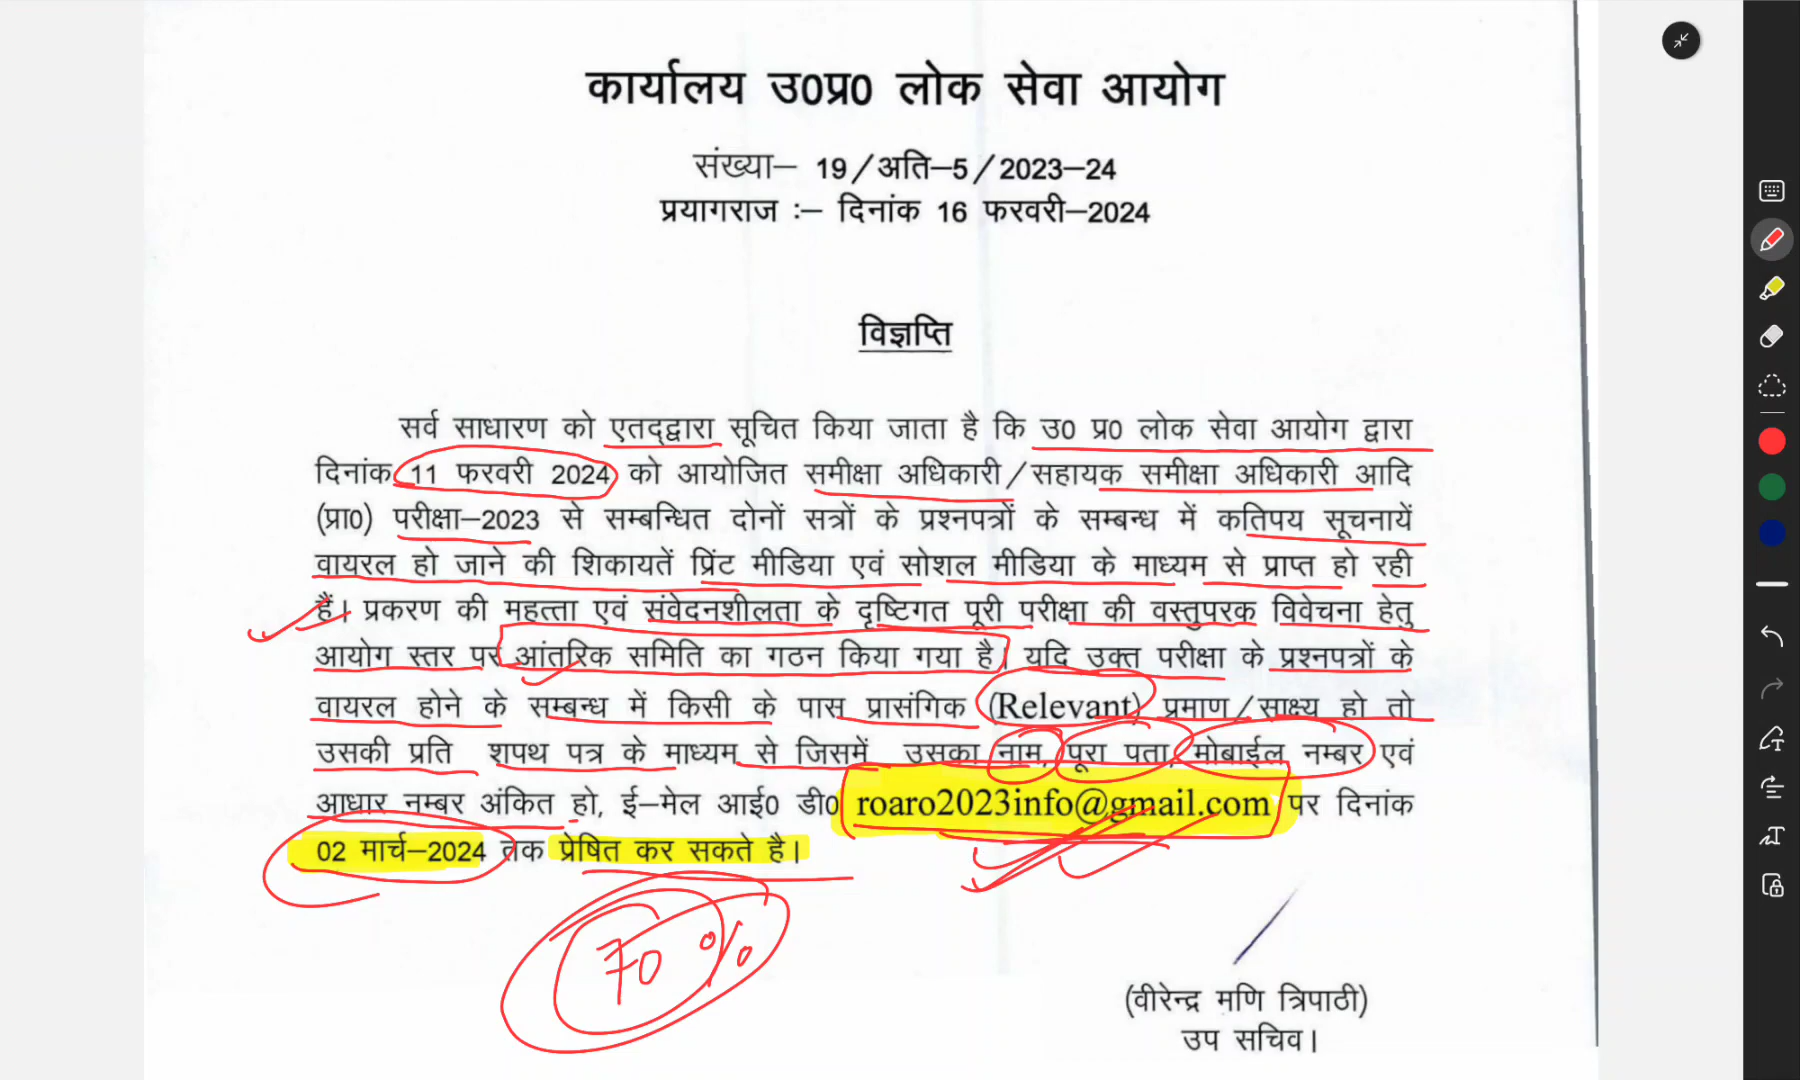 कार्यालय उ0प्र0 लोक सेवा आयोग
संख्या– 19/अति–5/2023–24
प्रयागराज :– दिनांक 16 फरवरी–2024
विज्ञप्ति
सर्व साधारण को एतद्द्वारा सूचित किया जाता है कि उ0 प्र0 लोक सेवा आयोग द्वारा
दिनांक 11 फरवरी 2024 को आयोजित समीक्षा अधिकारी/सहायक समीक्षा अधिकारी आदि
(प्रा0) परीक्षा–2023 से सम्बन्धित दोनों सत्रों के प्रश्नपत्रों के सम्बन्ध में कतिपय सूचनायें
वायरल हो जाने की शिकायतें प्रिंट मीडिया एवं सोशल मीडिया के माध्यम से प्राप्त हो रही
हैं। प्रकरण की महत्ता एवं संवेदनशीलता के दृष्टिगत पूरी परीक्षा की वस्तुपरक विवेचना हेतु
आयोग स्तर पर आंतरिक समिति का गठन किया गया है। यदि उक्त परीक्षा के प्रश्नपत्रों के
वायरल होने के सम्बन्ध में किसी के पास प्रासंगिक (Relevant) प्रमाण/साक्ष्य हो तो
उसकी प्रति शपथ पत्र के माध्यम से जिसमें उसका नाम, पूरा पता, मोबाईल नम्बर एवं
आधार नम्बर अंकित हो, ई–मेल आई0 डी0 roaro2023info@gmail.com पर दिनांक
02 मार्च–2024 तक प्रेषित कर सकते है।
70 %
(वीरेन्द्र मणि त्रिपाठी)
उप सचिव।